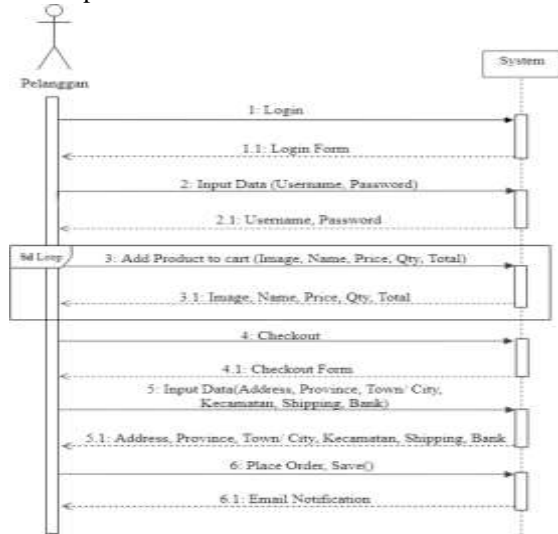 Pelanggan
System
1: Login
1.1: Login Form
2: Input Data (Username, Password)
2.1: Username, Password
Sd Loop
3: Add Product to cart (Image, Name, Price, Qty, Total)
3.1: Image, Name, Price, Qty, Total
4: Checkout
4.1: Checkout Form
5: Input Data(Address, Province, Town/ City,
Kecamatan, Shipping, Bank)
5.1: Address, Province, Town/ City, Kecamatan, Shipping, Bank
6: Place Order, Save()
6.1: Email Notification